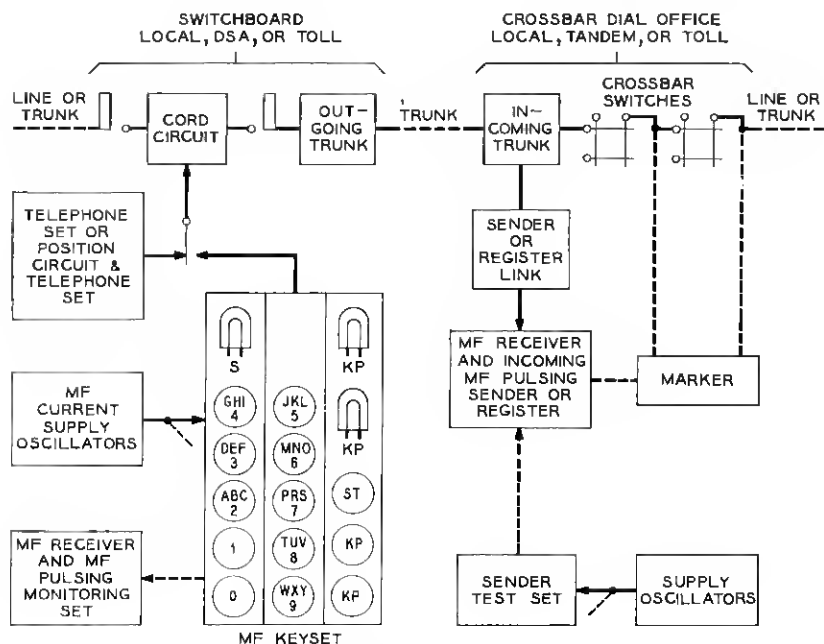 SWITCHBOARD
LOCAL, DSA, OR TOLL
CROSSBAR DIAL OFFICE
LOCAL, TANDEM, OR TOLL
LINE OR
TRUNK
CORD
CIRCUIT
OUT-
GOING
TRUNK
TRUNK
IN-
COMING
TRUNK
CROSSBAR
SWITCHES
LINE OR
TRUNK
TELEPHONE
SET OR
POSITION
CIRCUIT &
TELEPHONE
SET
SENDER
OR
REGISTER
LINK
MF
CURRENT
SUPPLY
OSCILLATORS
MF RECEIVER
AND MF
PULSING
MONITORING
SET
S
KP
GHI
4
JKL
5
KP
DEF
3
MNO
6
ABC
2
PRS
7
ST
1
TUV
8
KP
0
WXY
9
KP
MF KEYSET
MF RECEIVER
AND INCOMING
MF PULSING
SENDER OR
REGISTER
MARKER
SENDER
TEST SET
SUPPLY
OSCILLATORS